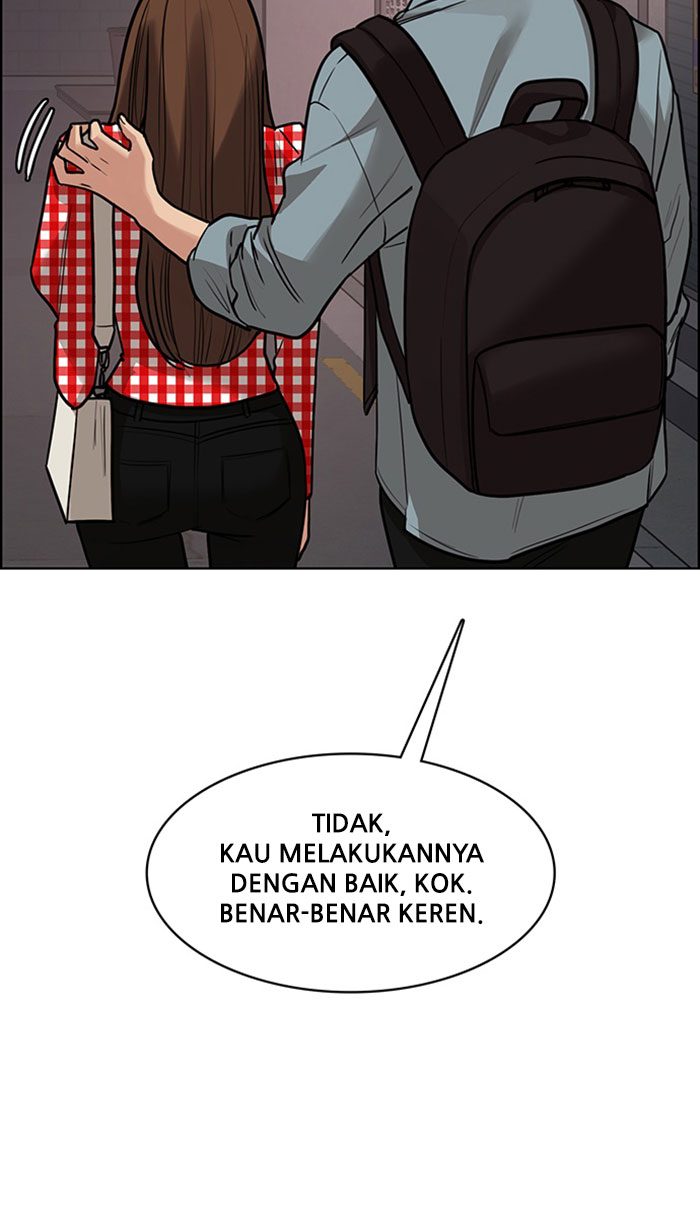 TIDAK,
KAU MELAKUKANNYA
DENGAN BAIK, KOK.
BENAR-BENAR KEREN.